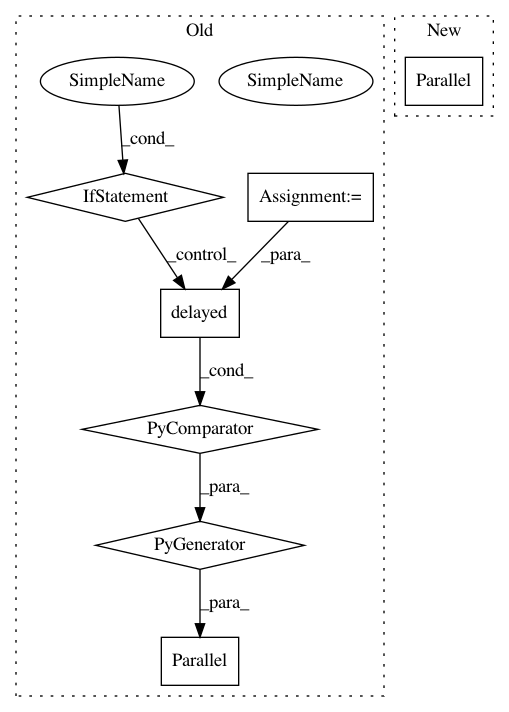 Old
New
SimpleName
SimpleName
Parallel
_cond_
IfStatement
Assignment:=
_control_
_para_
delayed
_cond_
PyComparator
_para_
PyGenerator
_para_
Parallel